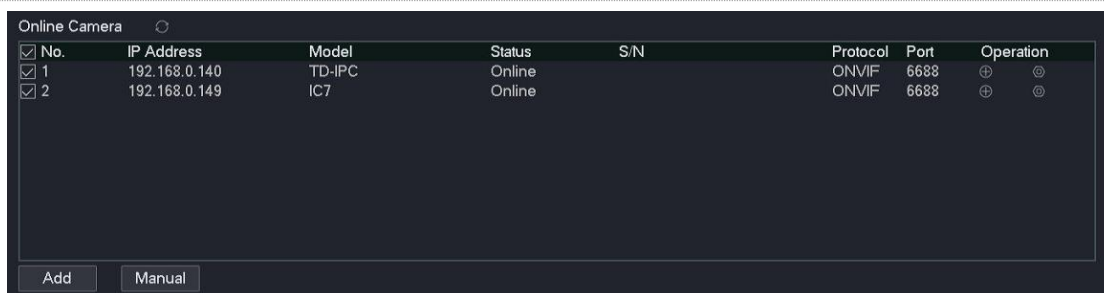 Online Camera
No. IP Address Model Status S/N Protocol Port Operation
1 192.168.0.140 TD-IPC Online ONVIF 6688
2 192.168.0.149 IC7 Online ONVIF 6688
Add Manual